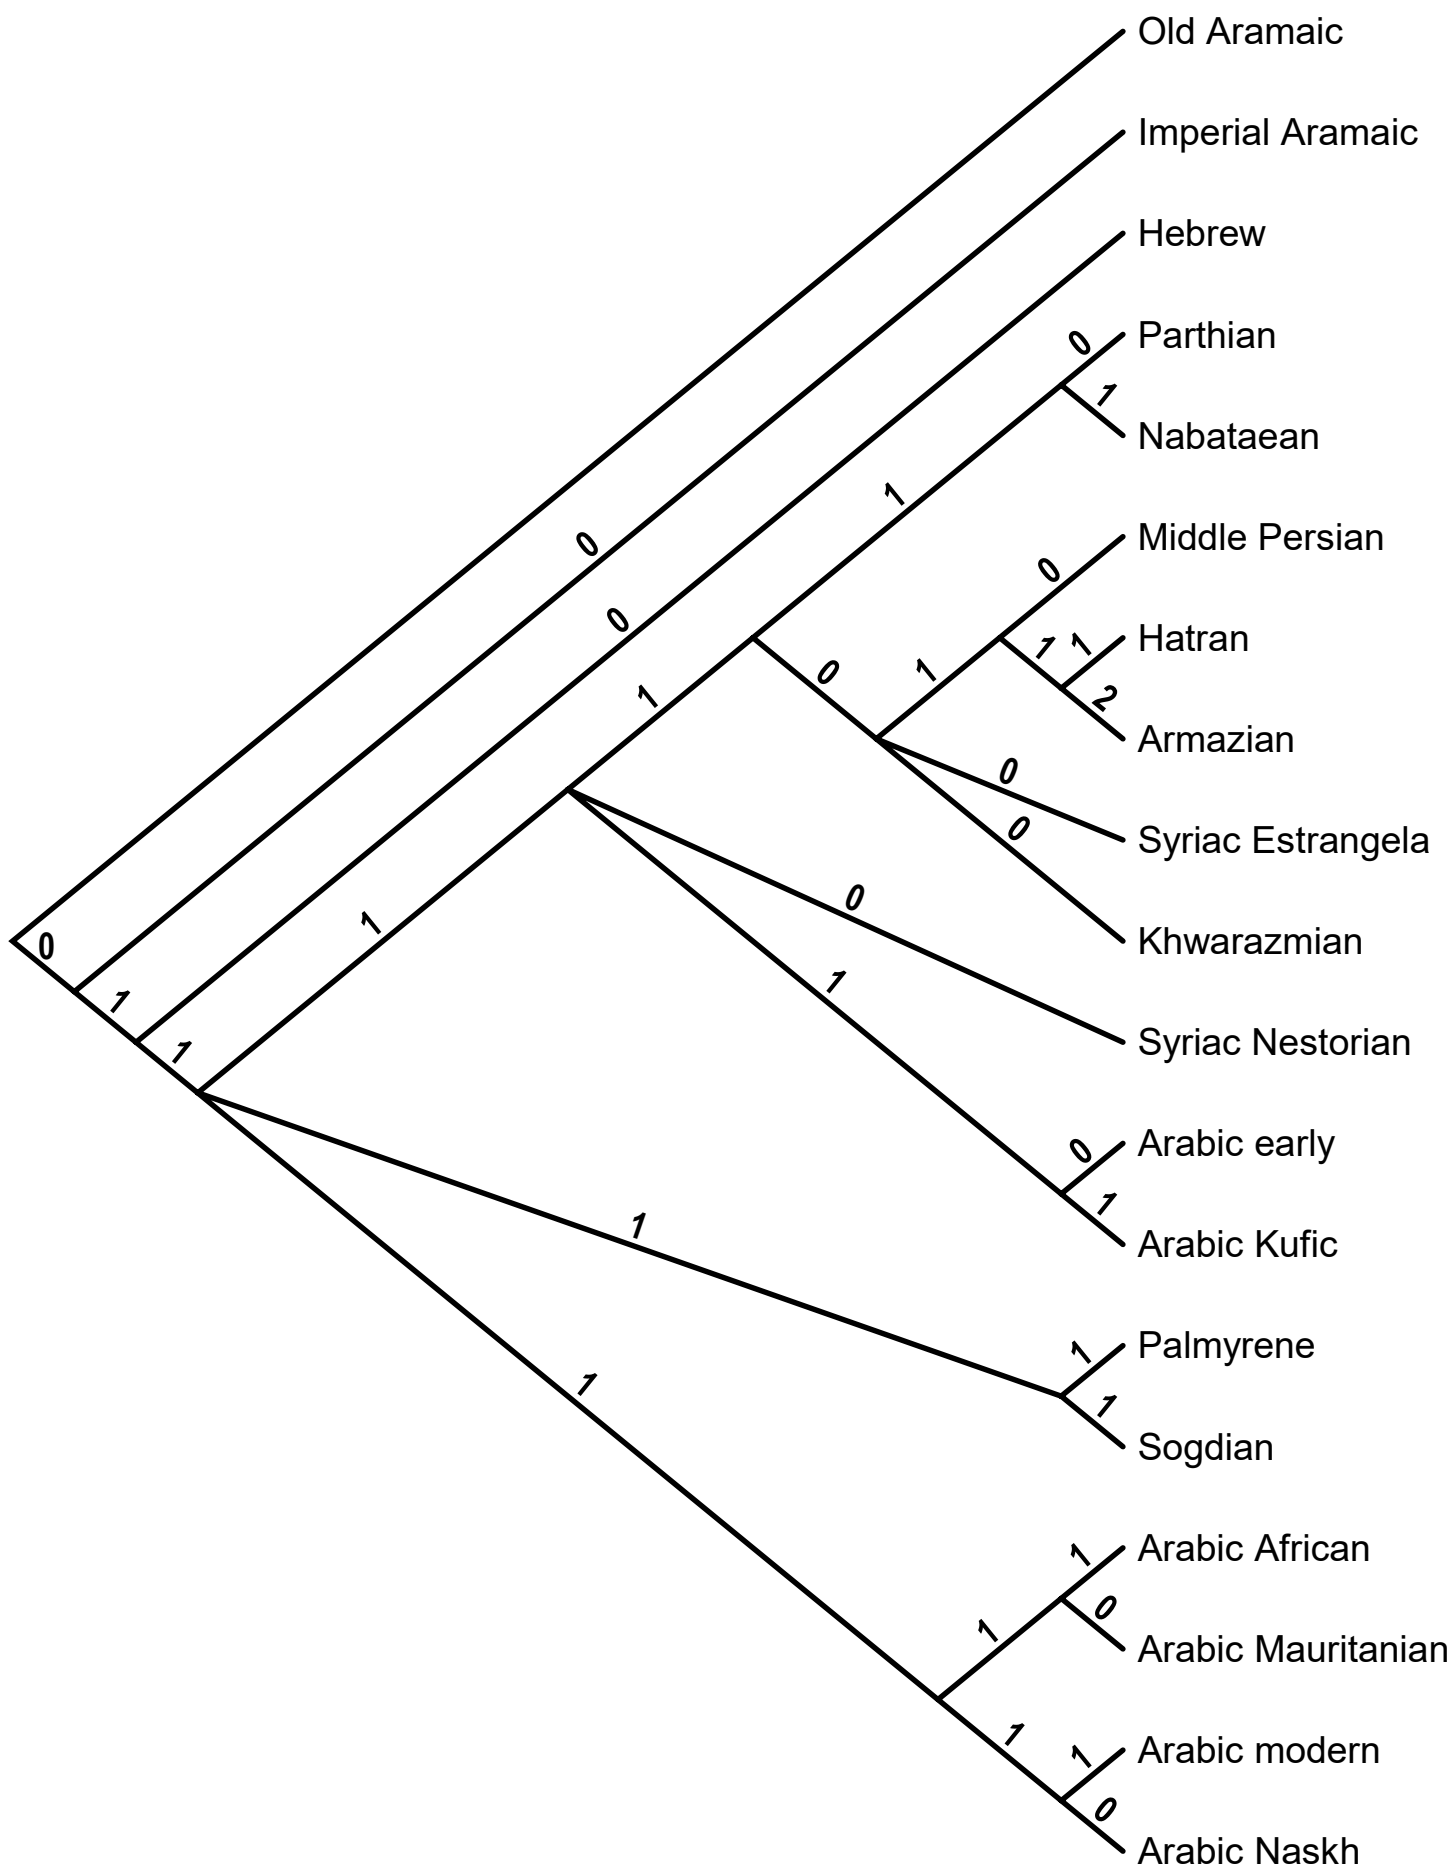 Old Aramaic
Imperial Aramaic
Hebrew
0
Parthian
1
Nabataean
1
0
0
Middle Persian
0
1
1
Hatran
1
0
1
2
Armazian
0
Syriac Estrangela
0
0
1
0
Khwarazmian
1
1
Syriac Nestorian
1
0
Arabic early
1
Arabic Kufic
1
1
Palmyrene
1
1
Sogdian
1
Arabic African
1
0
Arabic Mauritanian
1
1
Arabic modern
0
Arabic Naskh